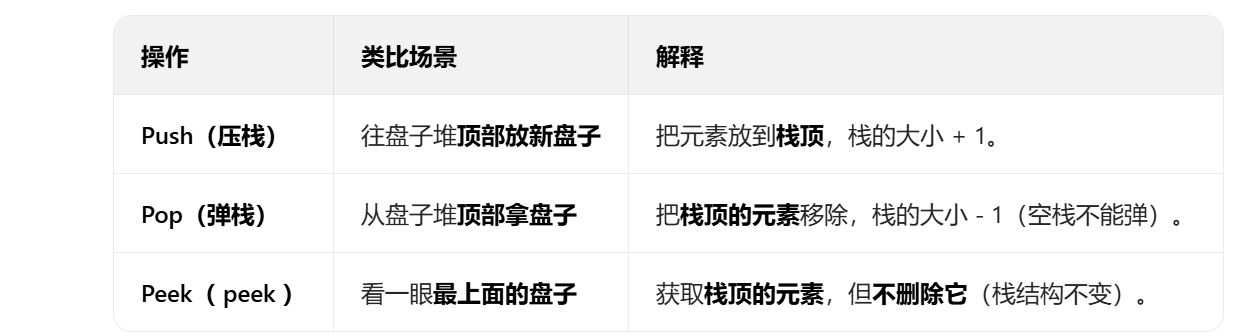 操作 类比场景 解释
Push（压栈） 往盘子堆顶部放新盘子 把元素放到栈顶，栈的大小 + 1。
Pop（弹栈） 从盘子堆顶部拿盘子 把栈顶的元素移除，栈的大小 - 1（空栈不能弹）。
Peek（ peek ） 看一眼最上面的盘子 获取栈顶的元素，但不删除它（栈结构不变）。